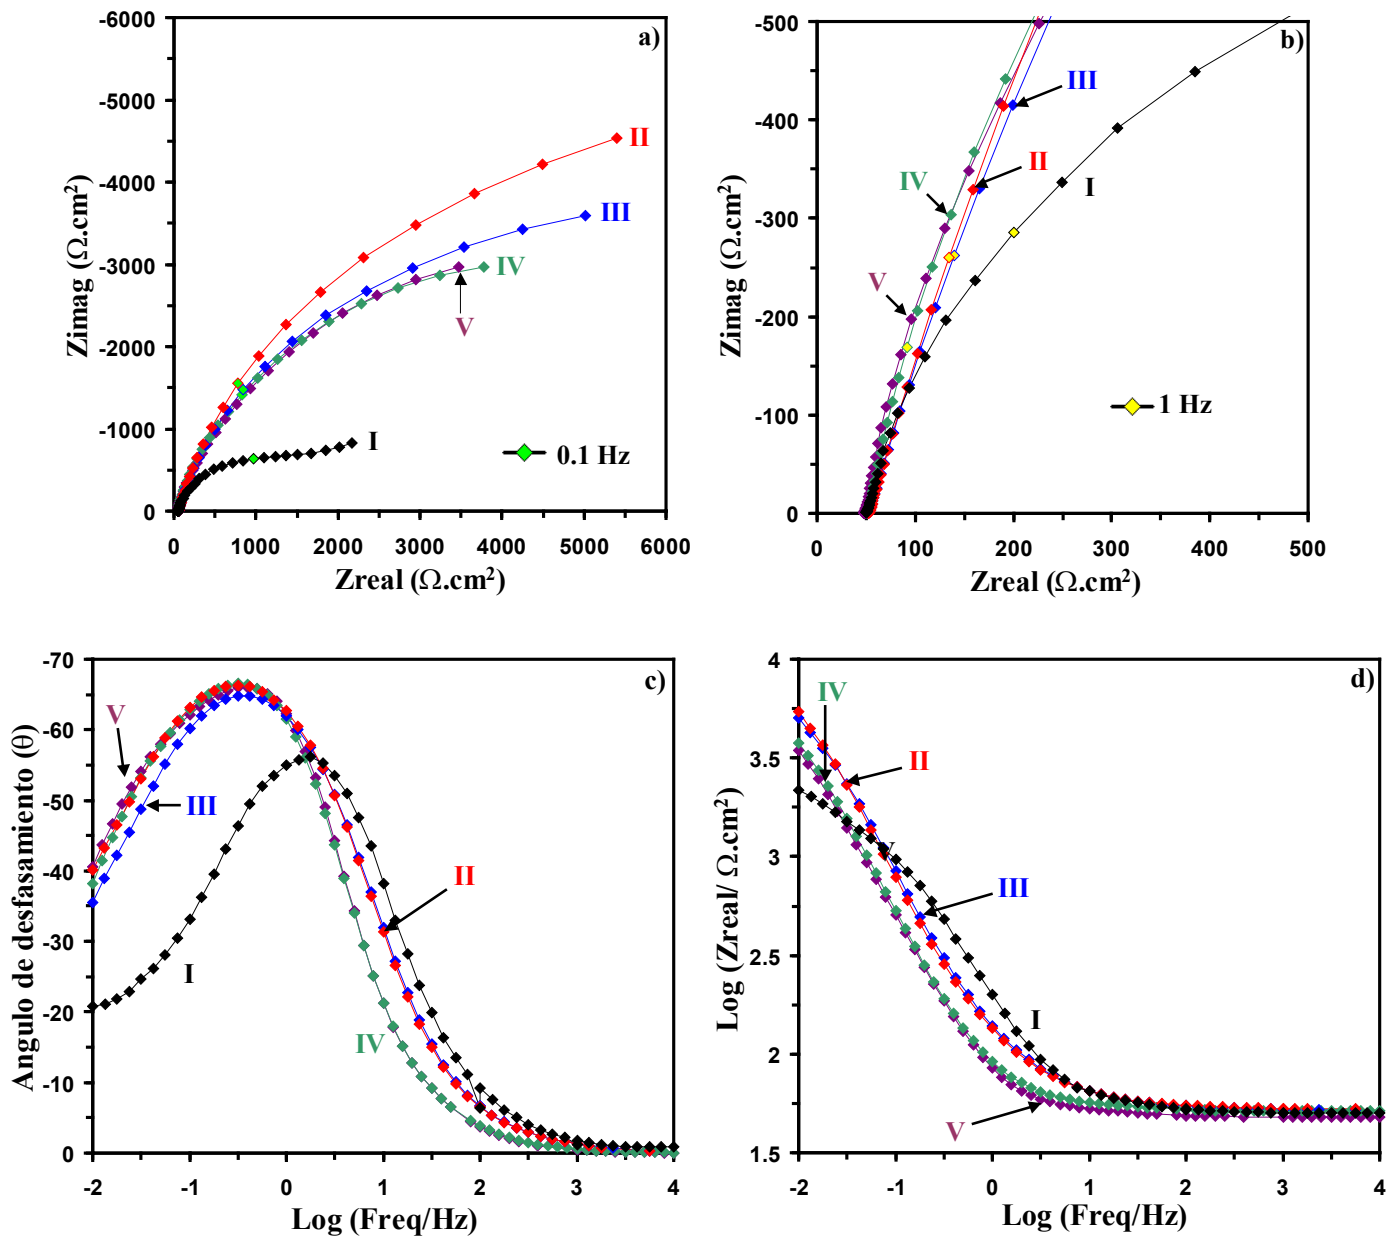 a)
-6000
-5000
-4000
-3000
-2000
-1000
0
Zimag (Ω.cm²)
II
III
IV
V
I
0.1 Hz
0 1000 2000 3000 4000 5000 6000
Zreal (Ω.cm²)
b)
-500
-400
-300
-200
-100
0
Zimag (Ω.cm²)
III
II
I
IV
V
1 Hz
0 100 200 300 400 500
Zreal (Ω.cm²)
c)
-70
-60
-50
-40
-30
-20
-10
0
Angulo de desfasamiento (θ)
V
III
II
I
IV
-2 -1 0 1 2 3 4
Log (Freq/Hz)
d)
4
3.5
3
2.5
2
1.5
Log (Zreal/ Ω.cm²)
IV
II
V
III
I
V
-2 -1 0 1 2 3 4
Log (Freq/Hz)